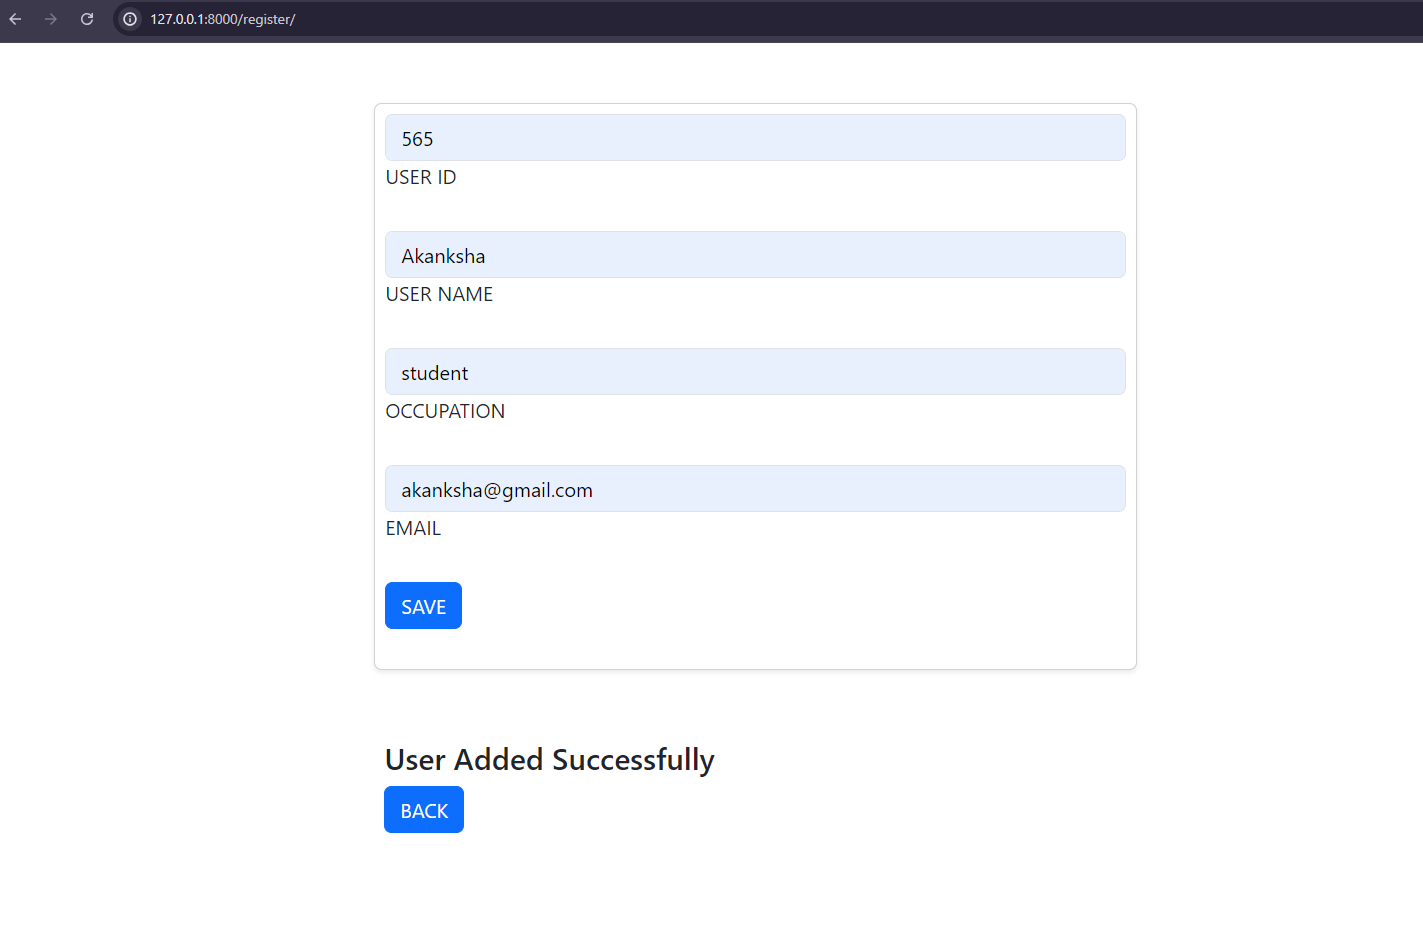 127.0.0.1:8000/register/
565
USER ID
Akanksha
USER NAME
student
OCCUPATION
akanksha@gmail.com
EMAIL
SAVE
User Added Successfully
BACK